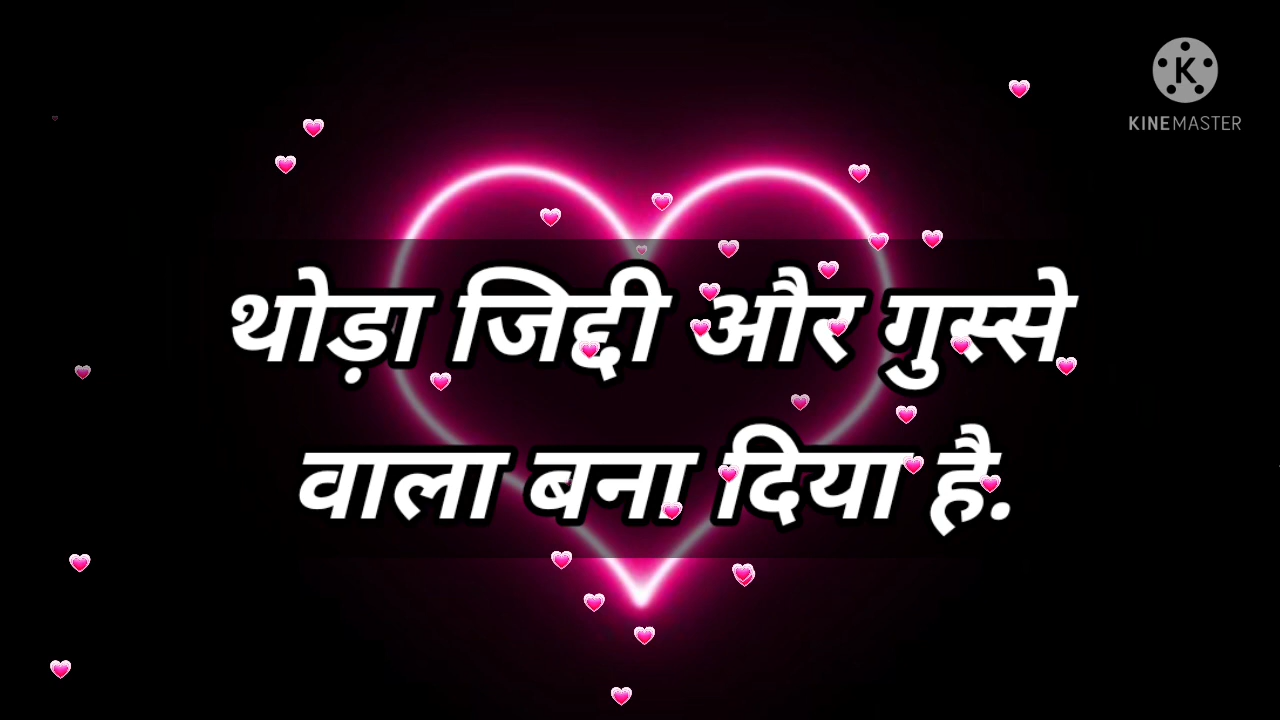 KINEMASTER
थोड़ा जिद्दी और गुस्से
वाला बना दिया है.